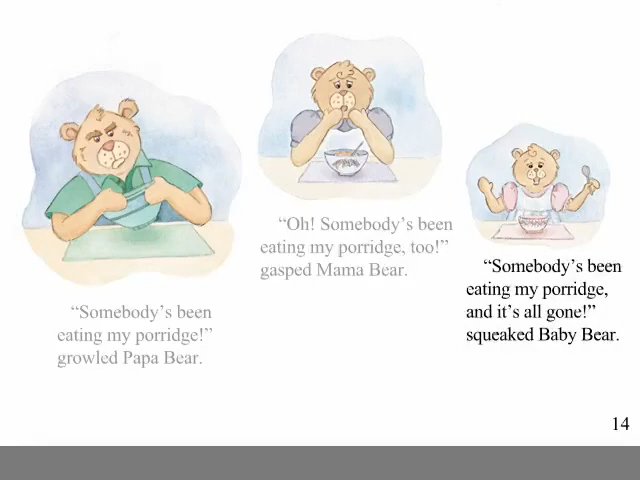 “Somebody’s been
eating my porridge!”
growled Papa Bear.
“Oh! Somebody’s been
eating my porridge, too!”
gasped Mama Bear.
“Somebody’s been
eating my porridge,
and it’s all gone!”
squeaked Baby Bear.
14